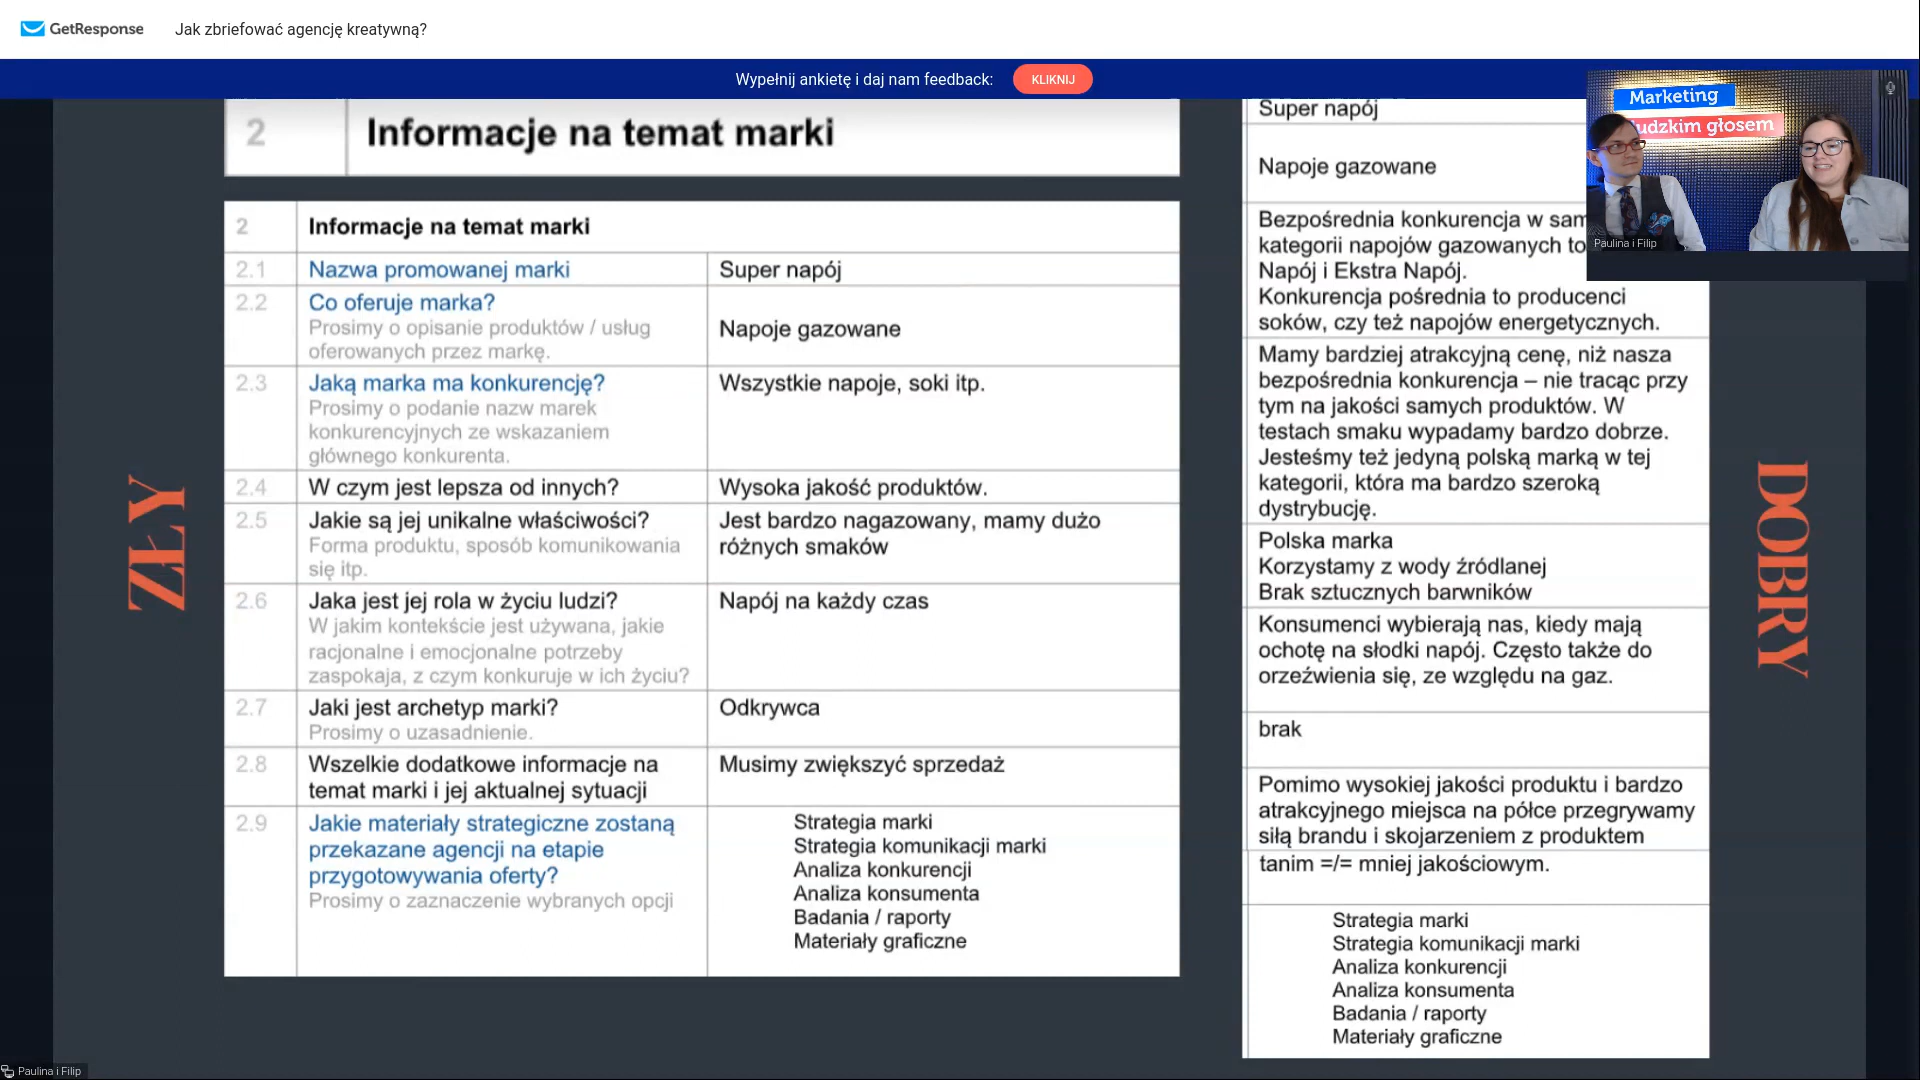 GetResponse
Jak zbriefować agencję kreatywną?
Wypełnij ankietę i daj nam feedback:
KLIKNIJ
Marketing
ludzkim głosem
Paulina i Filip
2
Informacje na temat marki
ZŁY
2
Informacje na temat marki
2.1
Nazwa promowanej marki
Super napój
2.2
Co oferuje marka?
Prosimy o opisanie produktów / usług
oferowanych przez markę.
Napoje gazowane
2.3
Jaką marka ma konkurencję?
Prosimy o podanie nazw marek
konkurencyjnych ze wskazaniem
głównego konkurenta.
Wszystkie napoje, soki itp.
2.4
W czym jest lepsza od innych?
Wysoka jakość produktów.
2.5
Jakie są jej unikalne właściwości?
Forma produktu, sposób komunikowania
się itp.
Jest bardzo nagazowany, mamy dużo
różnych smaków
2.6
Jaka jest jej rola w życiu ludzi?
W jakim kontekście jest używana, jakie
racjonalne i emocjonalne potrzeby
zaspokaja, z czym konkuruje w ich życiu?
Napój na każdy czas
2.7
Jaki jest archetyp marki?
Prosimy o uzasadnienie.
Odkrywca
2.8
Wszelkie dodatkowe informacje na
temat marki i jej aktualnej sytuacji
Musimy zwiększyć sprzedaż
2.9
Jakie materiały strategiczne zostaną
przekazane agencji na etapie
przygotowywania oferty?
Prosimy o zaznaczenie wybranych opcji
Strategia marki
Strategia komunikacji marki
Analiza konkurencji
Analiza konsumenta
Badania / raporty
Materiały graficzne
Super napój
Napoje gazowane
Bezpośrednia konkurencja w
kategorii napojów gazowanych to
Napój i Ekstra Napój.
Konkurencja pośrednia to producenci
soków, czy też napojów energetycznych.
Mamy bardziej atrakcyjną cenę, niż nasza
bezpośrednia konkurencja – nie tracąc przy
tym na jakości samych produktów. W
testach smaku wypadamy bardzo dobrze.
Jesteśmy też jedyną polską marką w tej
kategorii, która ma bardzo szeroką
dystrybucję.
Polska marka
Korzystamy z wody źródlanej
Brak sztucznych barwników
Konsumenci wybierają nas, kiedy mają
ochotę na słodki napój. Często także do
orzeźwienia się, ze względu na gaz.
brak
Pomimo wysokiej jakości produktu i bardzo
atrakcyjnego miejsca na półce przegrywamy
siłą brandu i skojarzeniem z produktem
tanim =/= mniej jakościowym.
Strategia marki
Strategia komunikacji marki
Analiza konkurencji
Analiza konsumenta
Badania / raporty
Materiały graficzne
DOBRY
Paulina i Filip